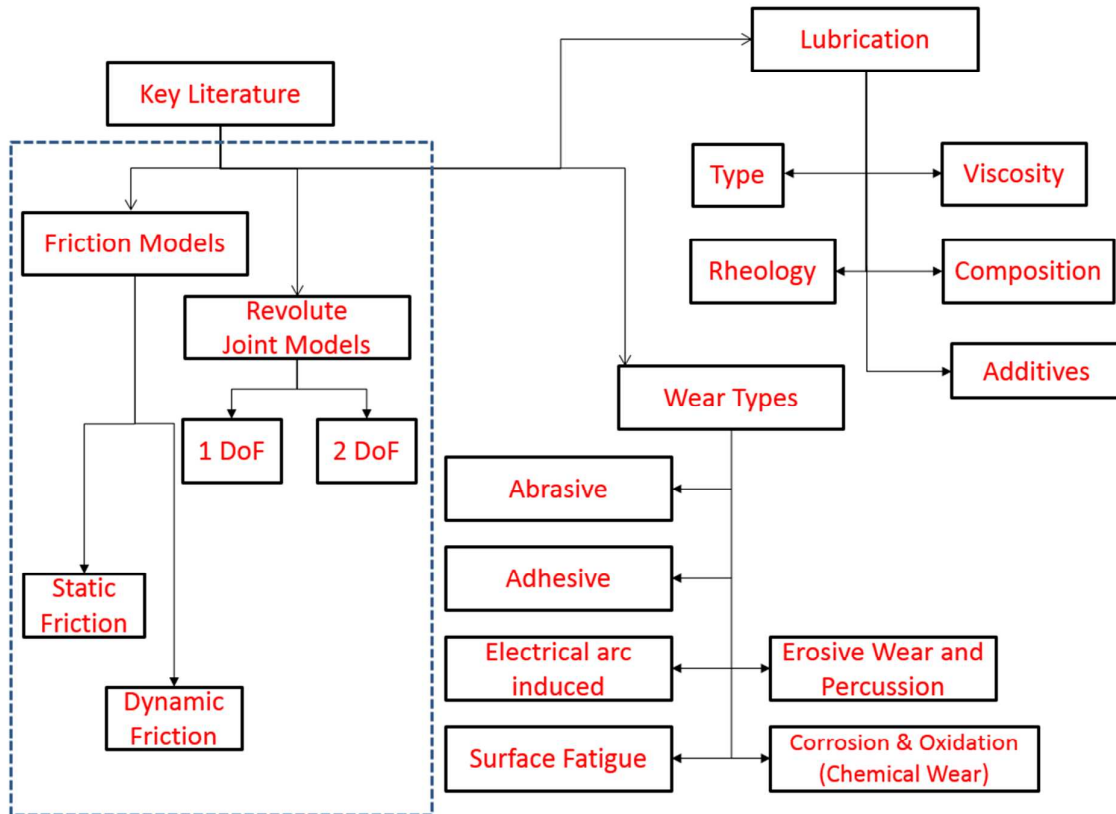 Key Literature
Lubrication
Type
Viscosity
Rheology
Composition
Additives
Friction Models
Revolute
Joint Models
1 DoF
2 DoF
Static
Friction
Dynamic
Friction
Wear Types
Abrasive
Adhesive
Electrical arc
induced
Erosive Wear and
Percussion
Surface Fatigue
Corrosion & Oxidation
(Chemical Wear)